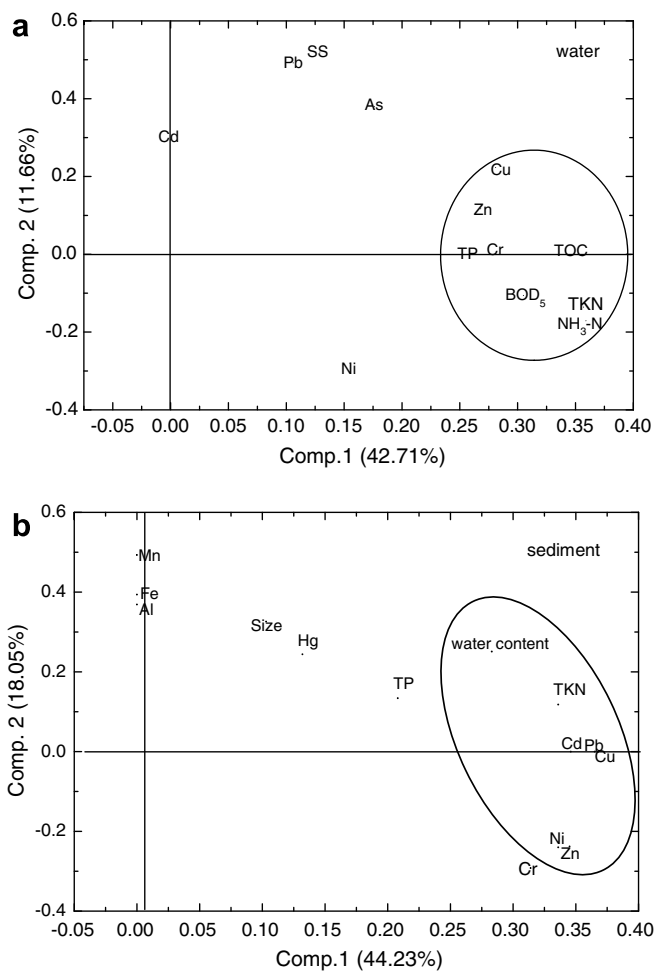 a
0.6
SS
Pb
water
0.4
As
Cd
Comp. 2 (11.66%)
0.2
Cu
Zn
0.0
TP Cr TOC
BOD5 TKN
-0.2
NH3-N
Ni
-0.4
-0.05 0.00 0.05 0.10 0.15 0.20 0.25 0.30 0.35 0.40
Comp.1 (42.71%)
b
0.6
Mn
sediment
0.4
Fe
Al
Size
Hg
water content
Comp. 2 (18.05%)
0.2
TP
TKN
0.0
Cd Pb
Cu
-0.2
Ni
Zn
Cr
-0.4
-0.05 0.00 0.05 0.10 0.15 0.20 0.25 0.30 0.35 0.40
Comp.1 (44.23%)